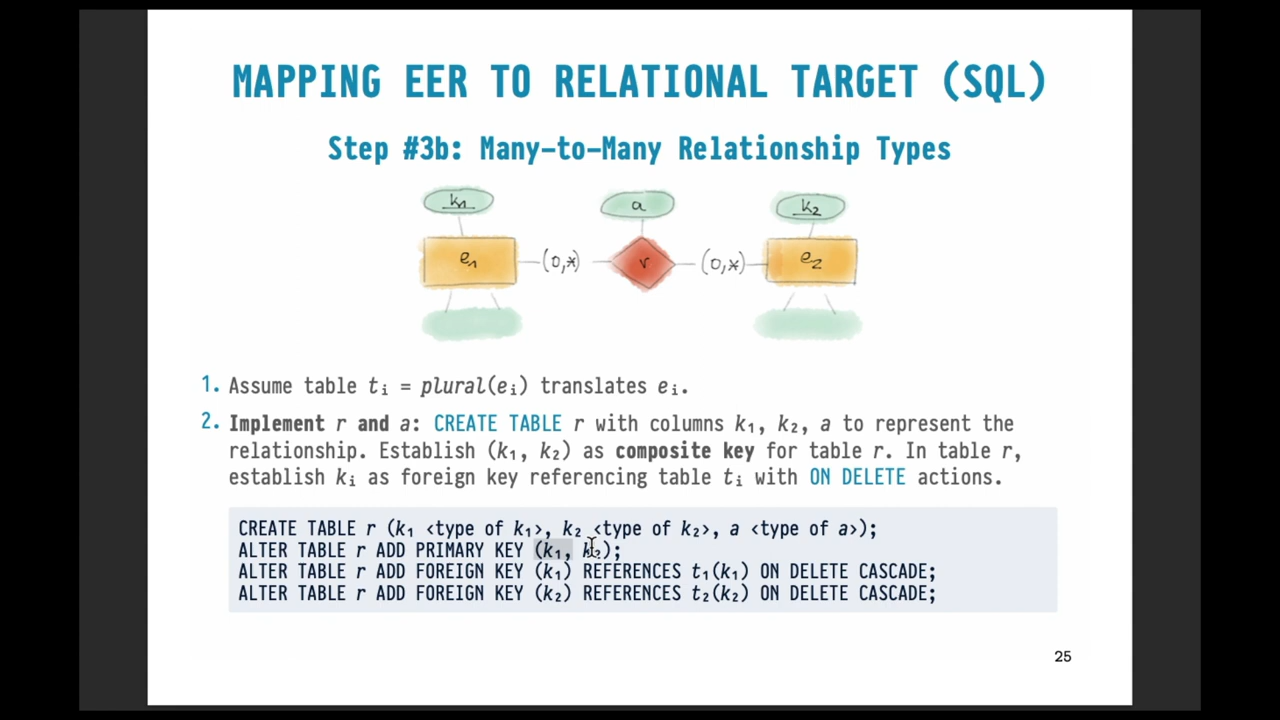 MAPPING EER TO RELATIONAL TARGET (SQL)
Step #3b: Many-to-Many Relationship Types
k₁ a k₂
e₁ (0,*) r (0,*) e₂
1. Assume table tᵢ = plural(eᵢ) translates eᵢ.
2. Implement r and a: CREATE TABLE r with columns k₁, k₂, a to represent the
relationship. Establish (k₁, k₂) as composite key for table r. In table r,
establish kᵢ as foreign key referencing table tᵢ with ON DELETE actions.
CREATE TABLE r (k₁ <type of k₁>, k₂ <type of k₂>, a <type of a>);
ALTER TABLE r ADD PRIMARY KEY (k₁, k₂);
ALTER TABLE r ADD FOREIGN KEY (k₁) REFERENCES t₁(k₁) ON DELETE CASCADE;
ALTER TABLE r ADD FOREIGN KEY (k₂) REFERENCES t₂(k₂) ON DELETE CASCADE;
25